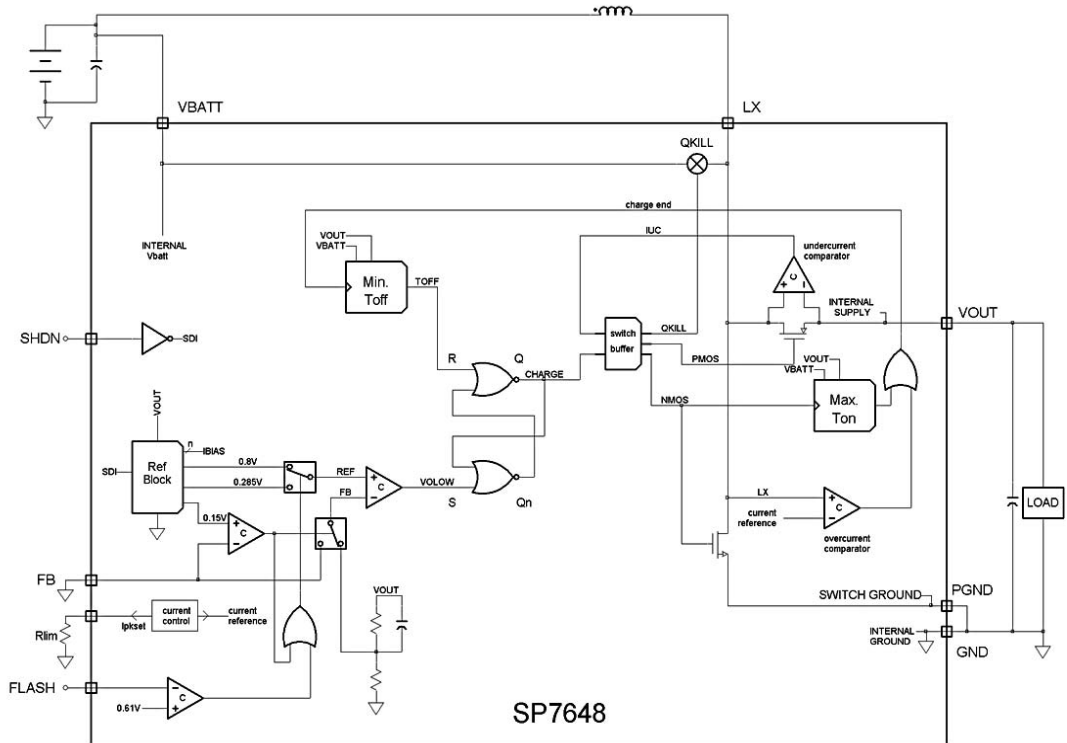 VBATT
LX
QKILL
charge end
IUC
undercurrent
comparator
+ C −
VOUT
VBATT
Min.
Toff
TOFF
INTERNAL
Vbatt
INTERNAL
SUPPLY
VOUT
SHDN
SDI
switch
buffer
QKILL
PMOS
NMOS
VOUT
VBATT
Max.
Ton
R
Q
CHARGE
VOUT
n
IBIAS
SDI
Ref
Block
0.8V
0.285V
0.15V
REF
FB
+
−
C
VOLOW
S
Qn
+
−
C
LX
current
reference
+
−
C
overcurrent
comparator
LOAD
FB
SWITCH GROUND
PGND
Rlim
Ipkset
current
control
current
reference
VOUT
INTERNAL
GROUND
GND
FLASH
0.61V
−
+
C
SP7648